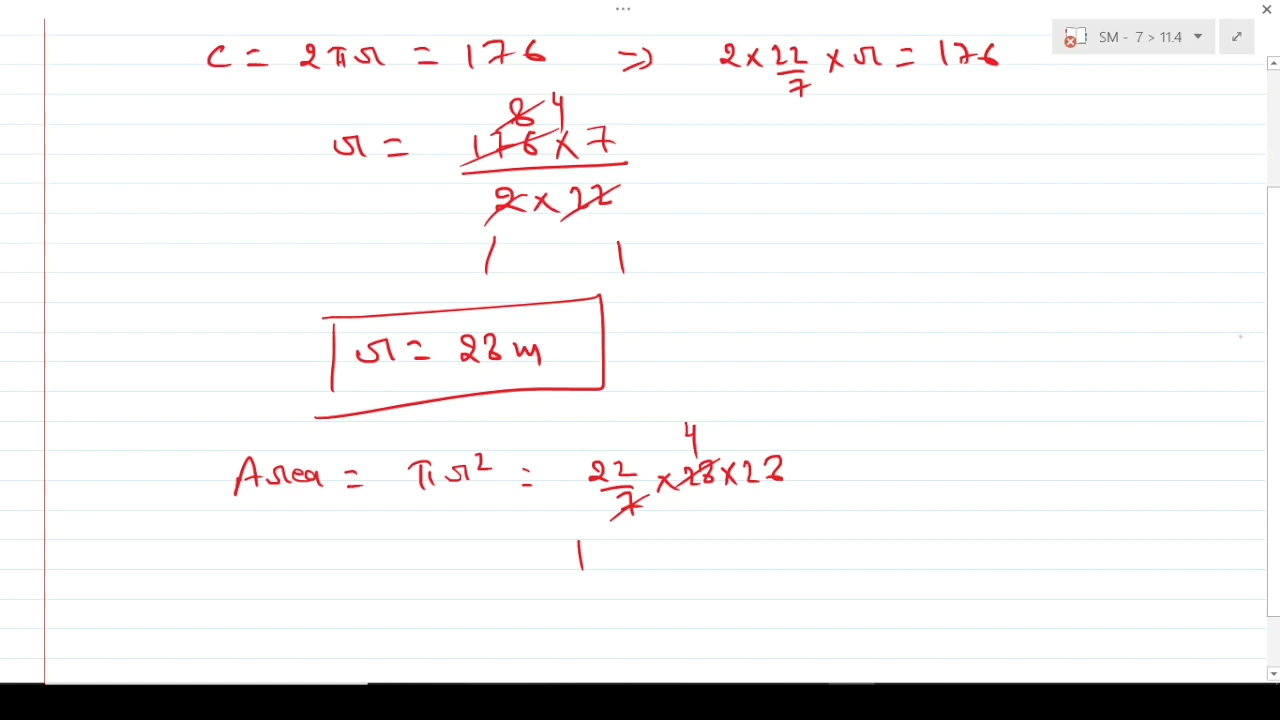 ...
SM - 7 > 11.4
C = 2πr = 176 ⇒ 2 × 22/7 × r = 176
8 4
r = 176 × 7 / 2 × 22
1 1
r = 28 m
4
Area = πr² = 22/7 × 28 × 28
1